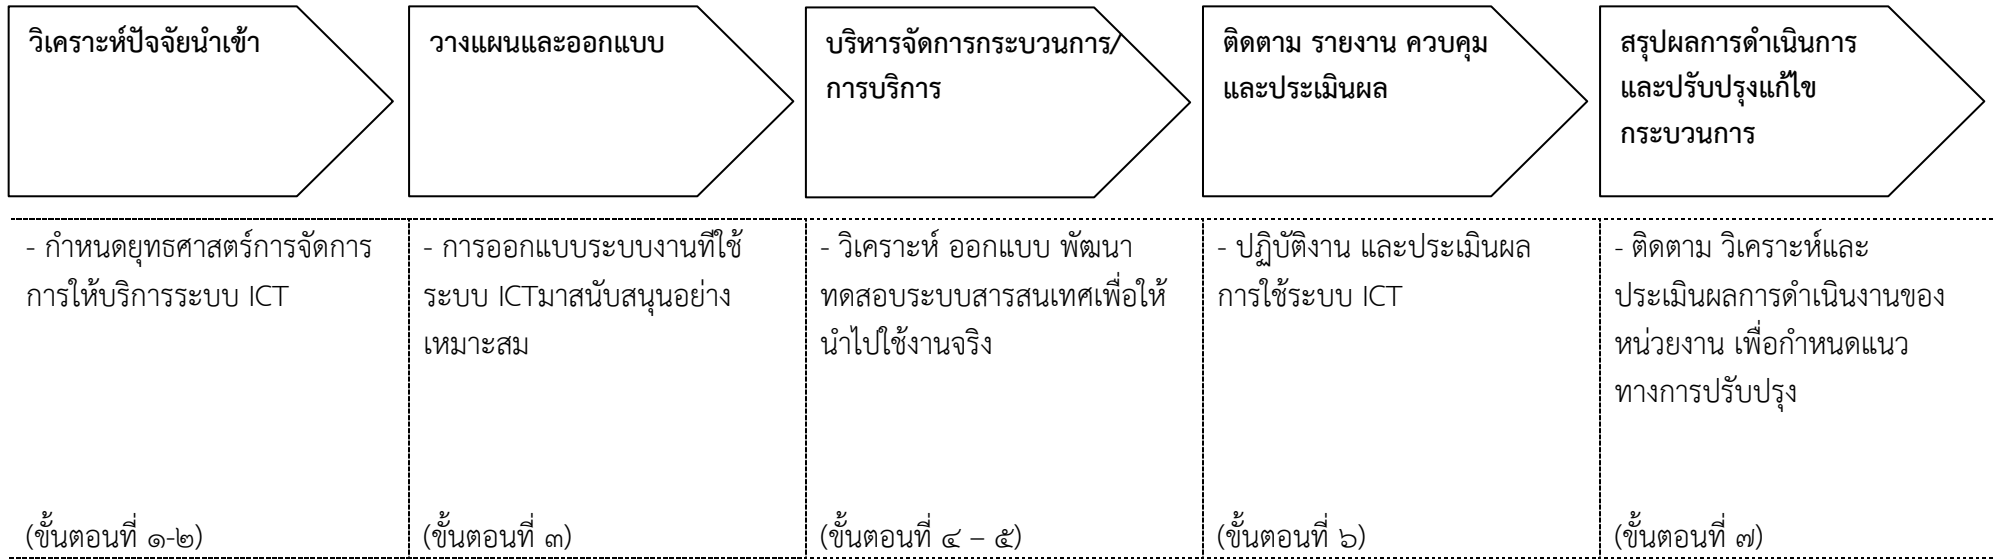 วิเคราะห์ปัจจัยนำเข้า
วางแผนและออกแบบ
บริหารจัดการกระบวนการ/
การบริการ
ติดตาม รายงาน ควบคุม
และประเมินผล
สรุปผลการดำเนินการ
และปรับปรุงแก้ไข
กระบวนการ
- กำหนดยุทธศาสตร์การจัดการ
การให้บริการระบบ ICT
(ขั้นตอนที่ ๑-๒)
- การออกแบบระบบงานที่ใช้
ระบบ ICTมาสนับสนุนอย่าง
เหมาะสม
(ขั้นตอนที่ ๓)
- วิเคราะห์ ออกแบบ พัฒนา
ทดสอบระบบสารสนเทศเพื่อให้
นำไปใช้งานจริง
(ขั้นตอนที่ ๔ – ๕)
- ปฏิบัติงาน และประเมินผล
การใช้ระบบ ICT
(ขั้นตอนที่ ๖)
- ติดตาม วิเคราะห์และ
ประเมินผลการดำเนินงานของ
หน่วยงาน เพื่อกำหนดแนว
ทางการปรับปรุง
(ขั้นตอนที่ ๗)